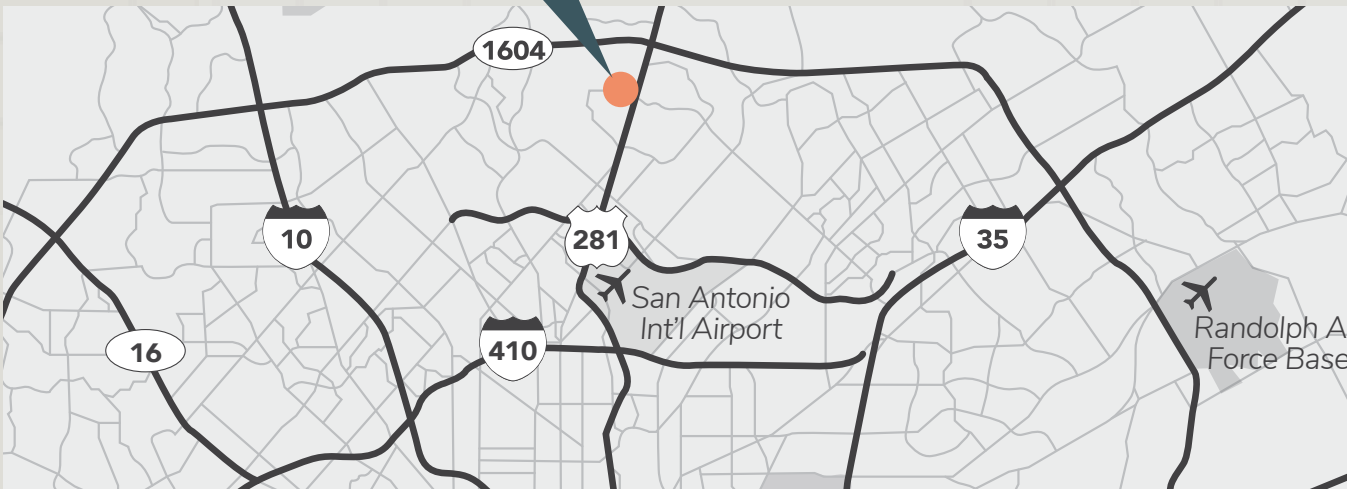 1604
10
281
35
San Antonio
Int'l Airport
16
410
Randolph A
Force Base